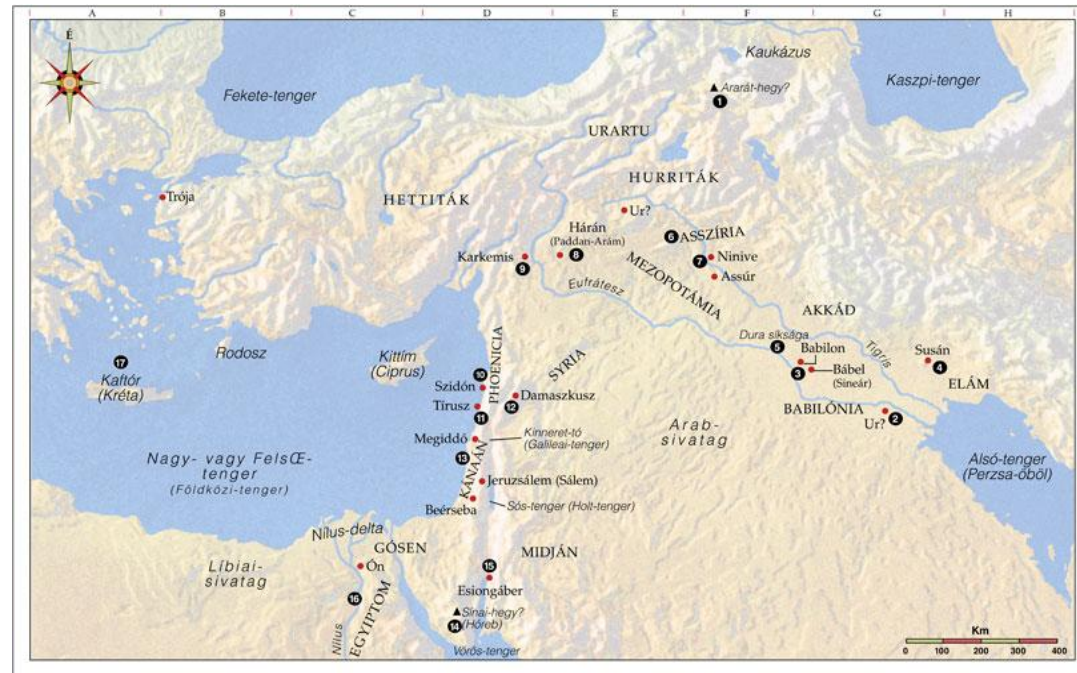 A B C D E F G H
É
Fekete-tenger
Kaukázus
Kaszpi-tenger
Ararát-hegy?
1
URARTU
HURRITÁK
HETTITÁK
Trója
Ur?
Hárán
(Paddan-Arám)
8
6
ASSZÍRIA
7
Ninive
Assúr
Karkemis
9
MEZOPOTÁMIA
Eufrátesz
AKKÁD
Tigris
Dura síksága
5
Babilon
3
Bábel
(Sineár)
Susán
4
ELÁM
BABILÓNIA
Ur?
2
17
Kaftór
(Kréta)
Rodosz
Kittím
(Ciprus)
10
Szidón
PHOENICIA
SYRIA
Tírusz
11
Damaszkusz
12
Megiddó
Kinneret-tó
(Galileai-tenger)
13
KÁNAÁN
Arab-
sivatag
Alsó-tenger
(Perzsa-öböl)
Nagy- vagy FelsŒ-
tenger
(Földközi-tenger)
Jeruzsálem (Sálem)
Beérseba
Sós-tenger (Holt-tenger)
Nílus-delta
GÓSEN
MIDJÁN
Líbiai-
sivatag
Ón
15
Esiongáber
16
EGYIPTOM
Nílus
Sínai-hegy?
14
(Hóreb)
Vörös-tenger
Km
0 100 200 300 400